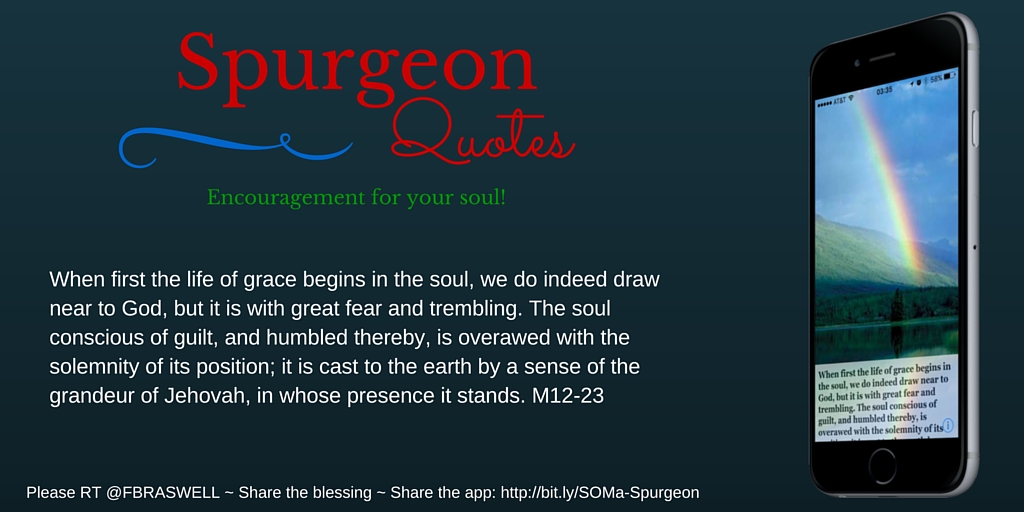 Spurgeon
Quotes
Encouragement for your soul!
When first the life of grace begins in the soul, we do indeed draw
near to God, but it is with great fear and trembling. The soul
conscious of guilt, and humbled thereby, is overawed with the
solemnity of its position; it is cast to the earth by a sense of the
grandeur of Jehovah, in whose presence it stands. M12-23
Please RT @FBRASWELL ~ Share the blessing ~ Share the app: http://bit.ly/SOMa-Spurgeon
AT&T 03:35 58%
When first the life of grace begins in
the soul, we do indeed draw near to
God, but it is with great fear and
trembling. The soul conscious of
guilt, and humbled thereby, is
overawed with the solemnity of its